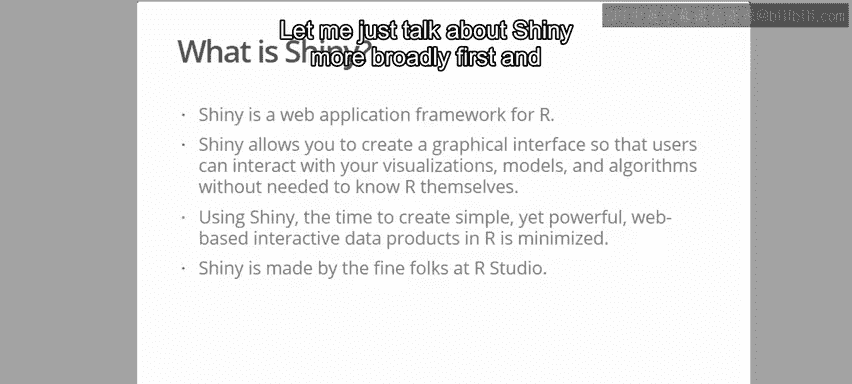 Let me just talk about Shiny
more broadly first and
What is Shiny?
· Shiny is a web application framework for R.
· Shiny allows you to create a graphical interface so that users
can interact with your visualizations, models, and algorithms
without needed to know R themselves.
· Using Shiny, the time to create simple, yet powerful, web-
based interactive data products in R is minimized.
· Shiny is made by the fine folks at R Studio.